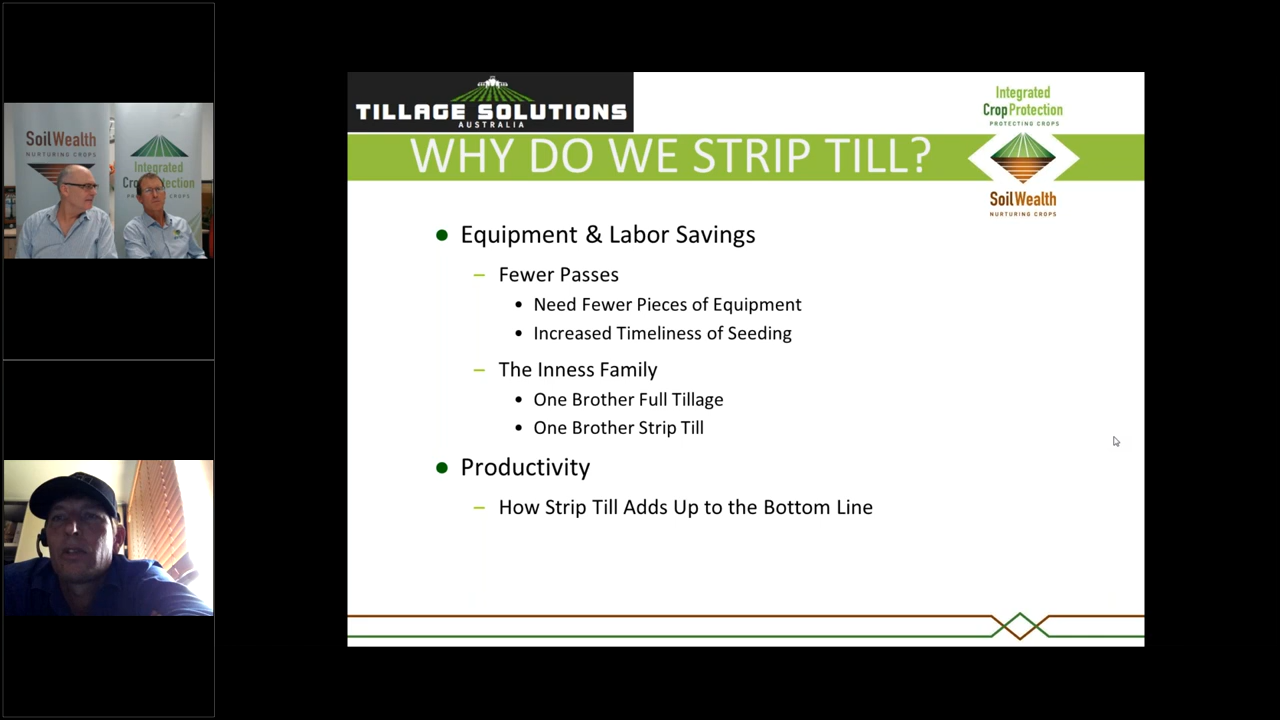 SoilWealth
NURTURING CROPS
Integrated
Crop Protection
TILLAGE SOLUTIONS
AUSTRALIA
Integrated
Crop Protection
PROTECTING CROPS
WHY DO WE STRIP TILL?
SoilWealth
NURTURING CROPS
● Equipment & Labor Savings
– Fewer Passes
• Need Fewer Pieces of Equipment
• Increased Timeliness of Seeding
– The Inness Family
• One Brother Full Tillage
• One Brother Strip Till
● Productivity
– How Strip Till Adds Up to the Bottom Line